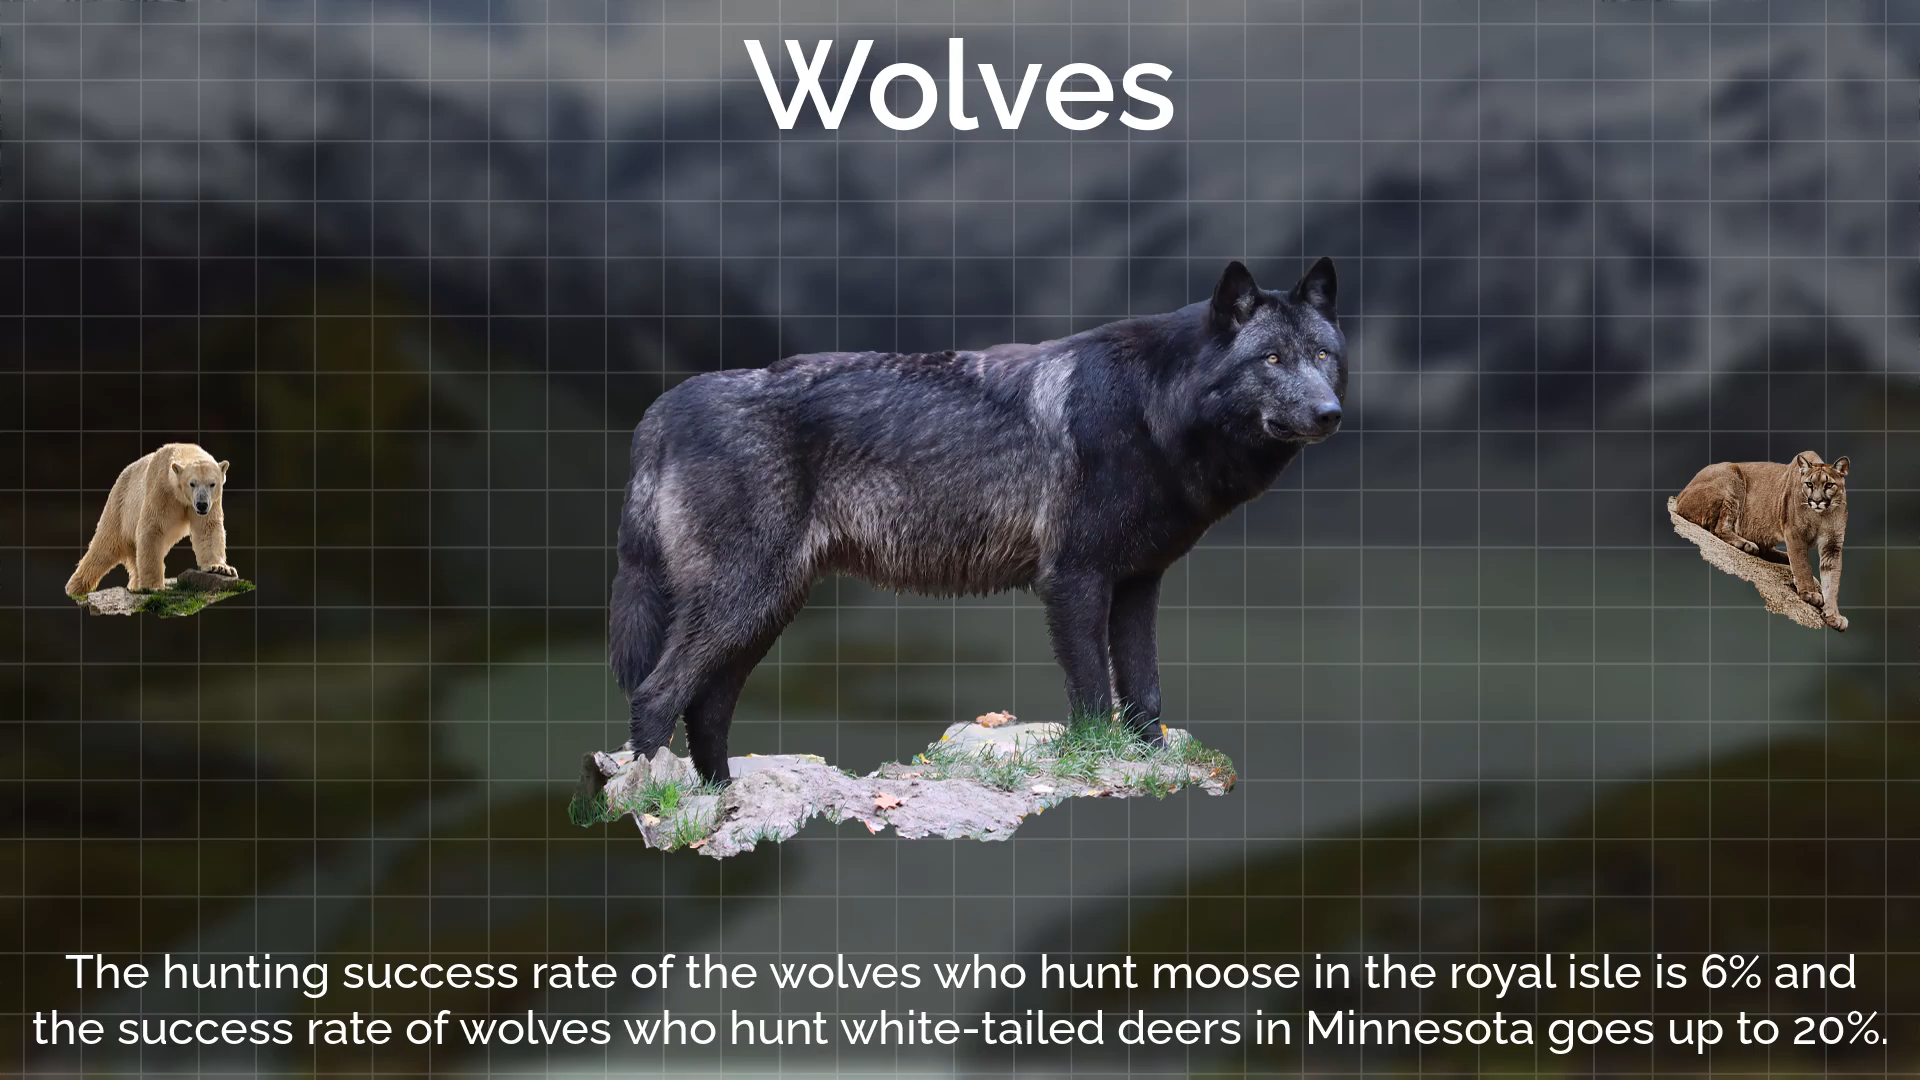 Wolves
The hunting success rate of the wolves who hunt moose in the royal isle is 6% and
the success rate of wolves who hunt white-tailed deers in Minnesota goes up to 20%.